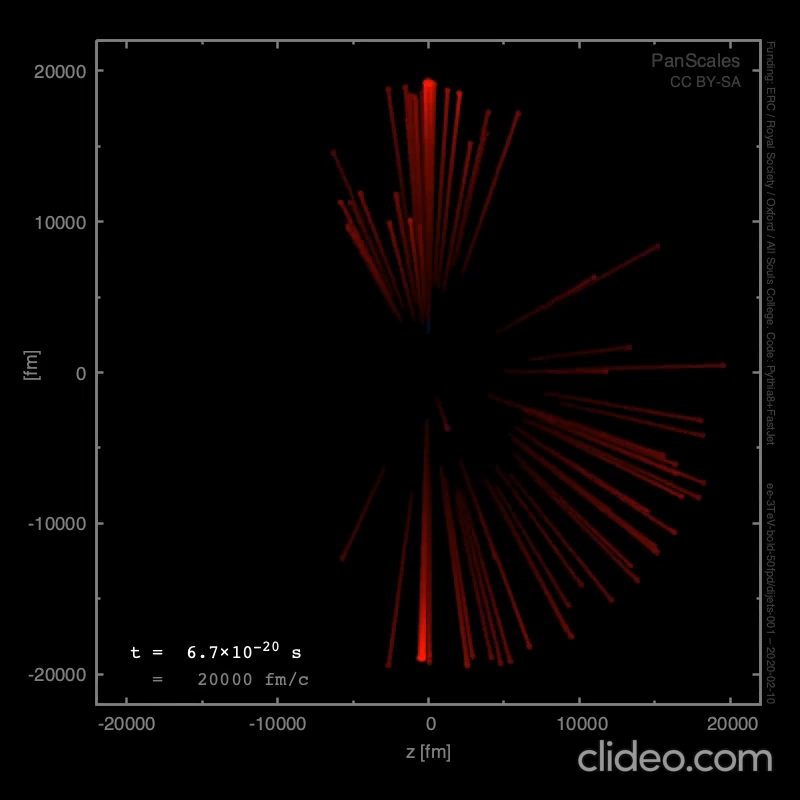 PanScales
CC BY-SA
20000
10000
0
-10000
-20000
[fm]
t = 6.7×10⁻²⁰ s
= 20000 fm/c
-20000
-10000
0
10000
20000
z [fm]
Funding: ERC / Royal Society / Oxford / All Souls College. Code: Pythia8+FastJet
ee-3TeV-bold-50fpd/dijets-001 – 2020-02-10
clideo.com